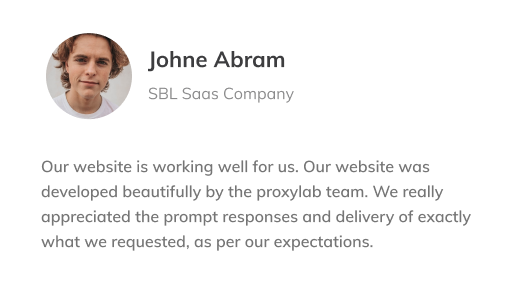 Johne Abram
SBL Saas Company
Our website is working well for us. Our website was
developed beautifully by the proxylab team. We really
appreciated the prompt responses and delivery of exactly
what we requested, as per our expectations.